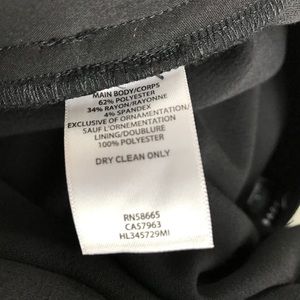 MAIN BODY/CORPS
62% POLYESTER
34% RAYON/RAYONNE
4% SPANDEX
EXCLUSIVE OF ORNAMENTATION/
SAUF L'ORNEMENTATION
LINING/DOUBLURE
100% POLYESTER
DRY CLEAN ONLY
RN58665
CA57963
HL345729MI